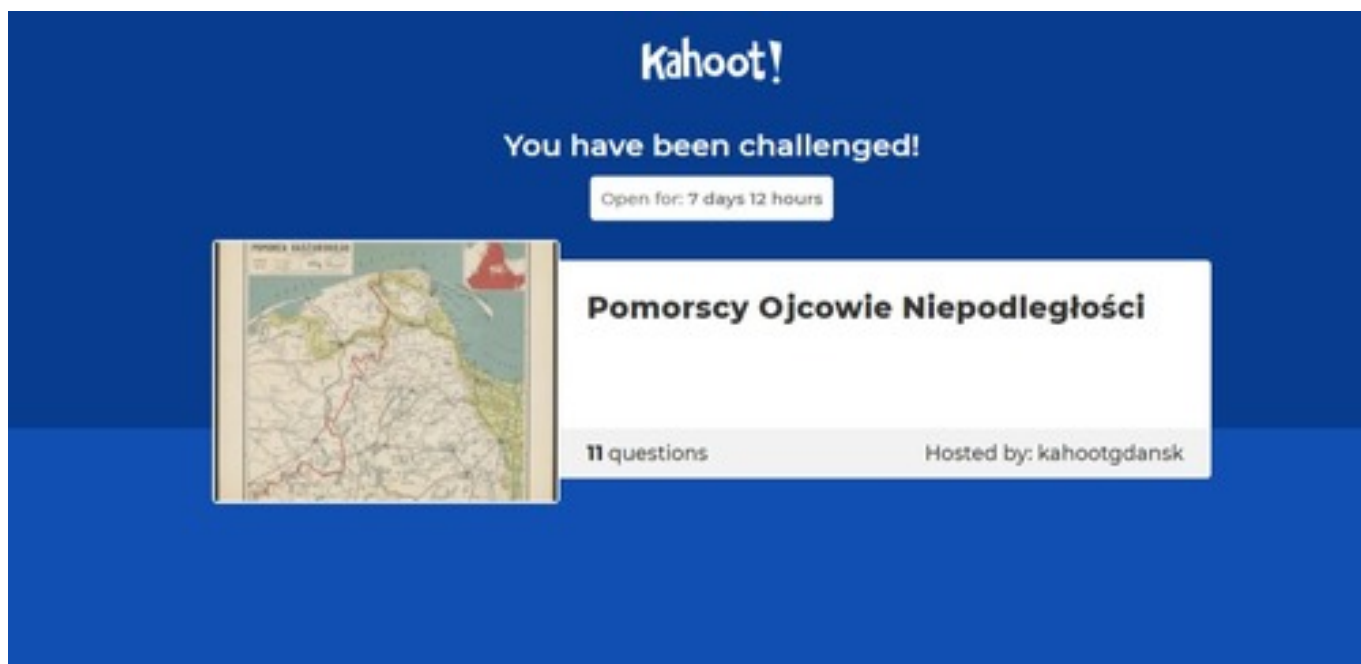 Kahoot!
You have been challenged!
Open for: 7 days 12 hours
Pomorscy Ojcowie Niepodległości
11 questions
Hosted by: kahootgdansk